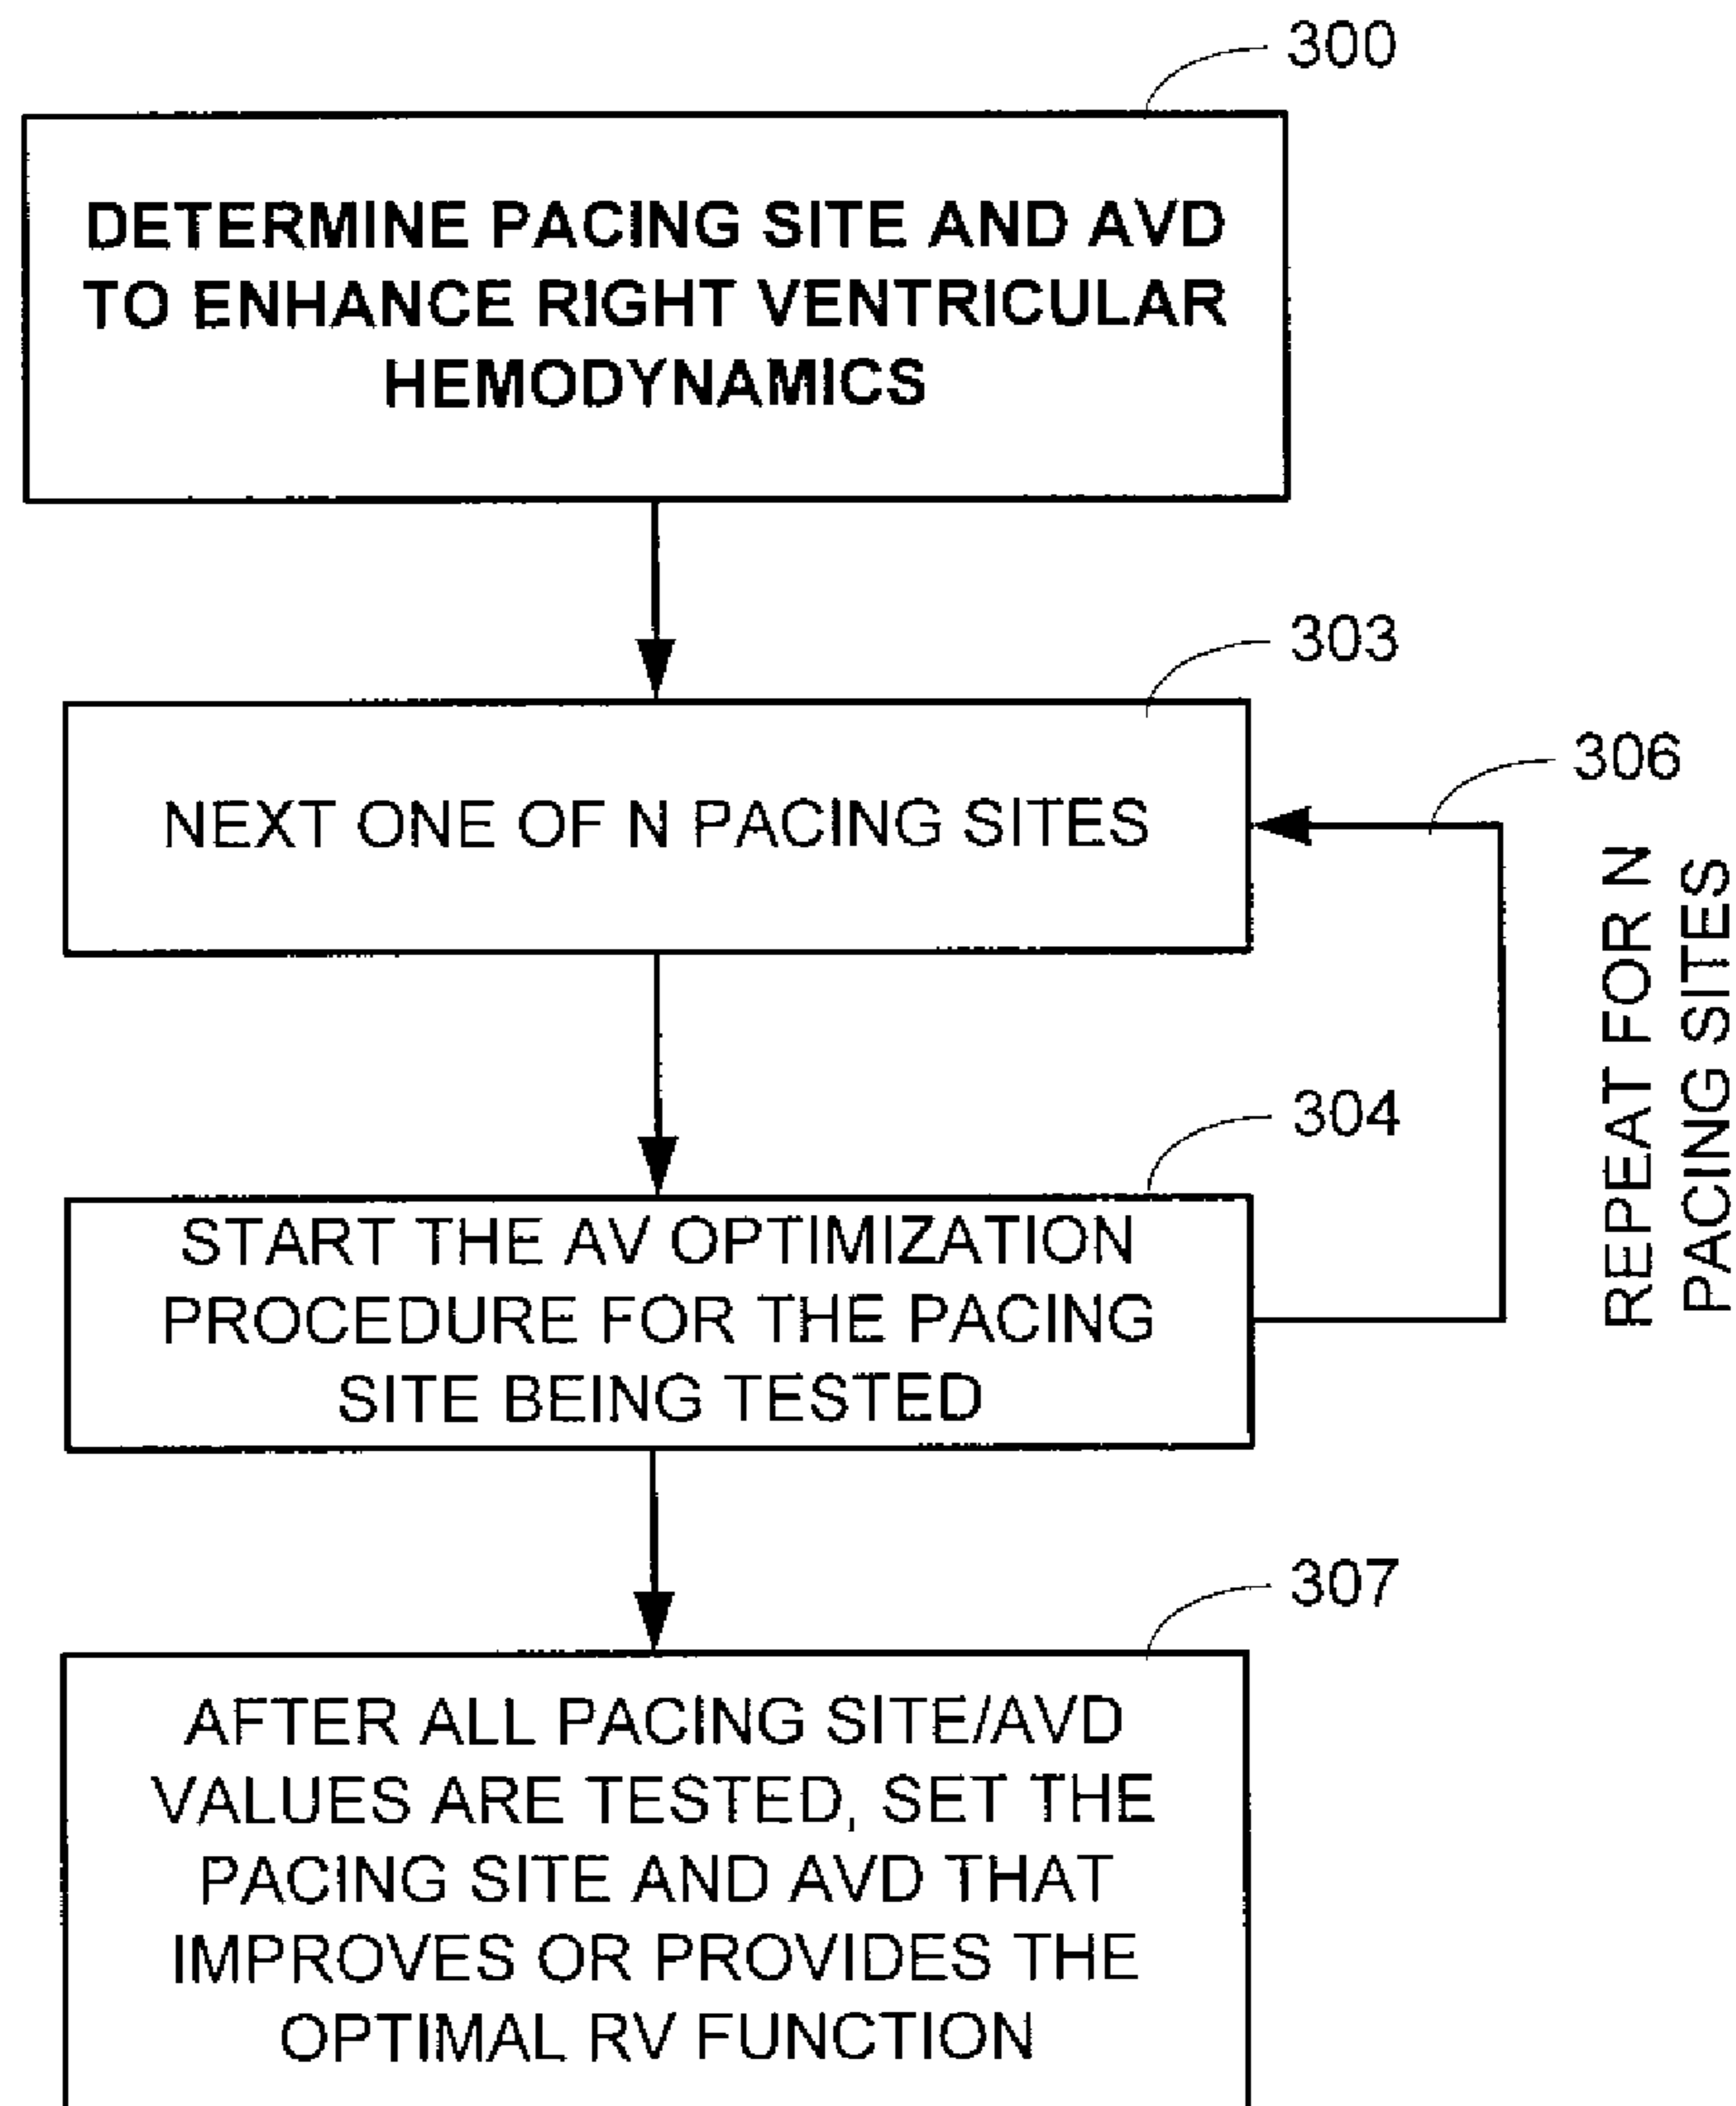 300
DETERMINE PACING SITE AND AVD
TO ENHANCE RIGHT VENTRICULAR
HEMODYNAMICS
303
NEXT ONE OF N PACING SITES
306
REPEAT FOR N
PACING SITES
304
START THE AV OPTIMIZATION
PROCEDURE FOR THE PACING
SITE BEING TESTED
307
AFTER ALL PACING SITE/AVD
VALUES ARE TESTED, SET THE
PACING SITE AND AVD THAT
IMPROVES OR PROVIDES THE
OPTIMAL RV FUNCTION